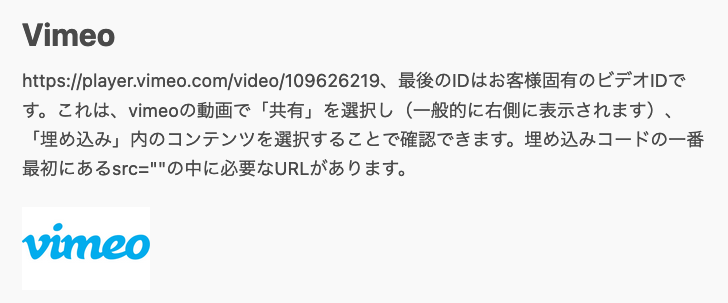 Vimeo
https://player.vimeo.com/video/109626219、最後のIDはお客様固有のビデオIDで
す。これは、vimeoの動画で「共有」を選択し（一般的に右側に表示されます）、
「埋め込み」内のコンテンツを選択することで確認できます。埋め込みコードの一番
最初にあるsrc=""の中に必要なURLがあります。
vimeo